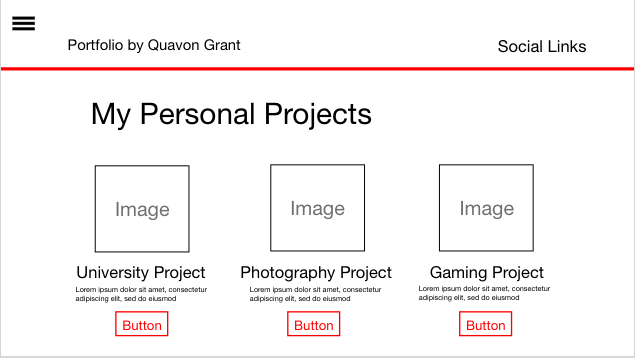 Portfolio by Quavon Grant
Social Links
My Personal Projects
Image
Image
Image
University Project
Lorem ipsum dolor sit amet, consectetur
adipiscing elit, sed do eiusmod
Button
Photography Project
Lorem ipsum dolor sit amet, consectetur
adipiscing elit, sed do eiusmod
Button
Gaming Project
Lorem ipsum dolor sit amet, consectetur
adipiscing elit, sed do eiusmod
Button